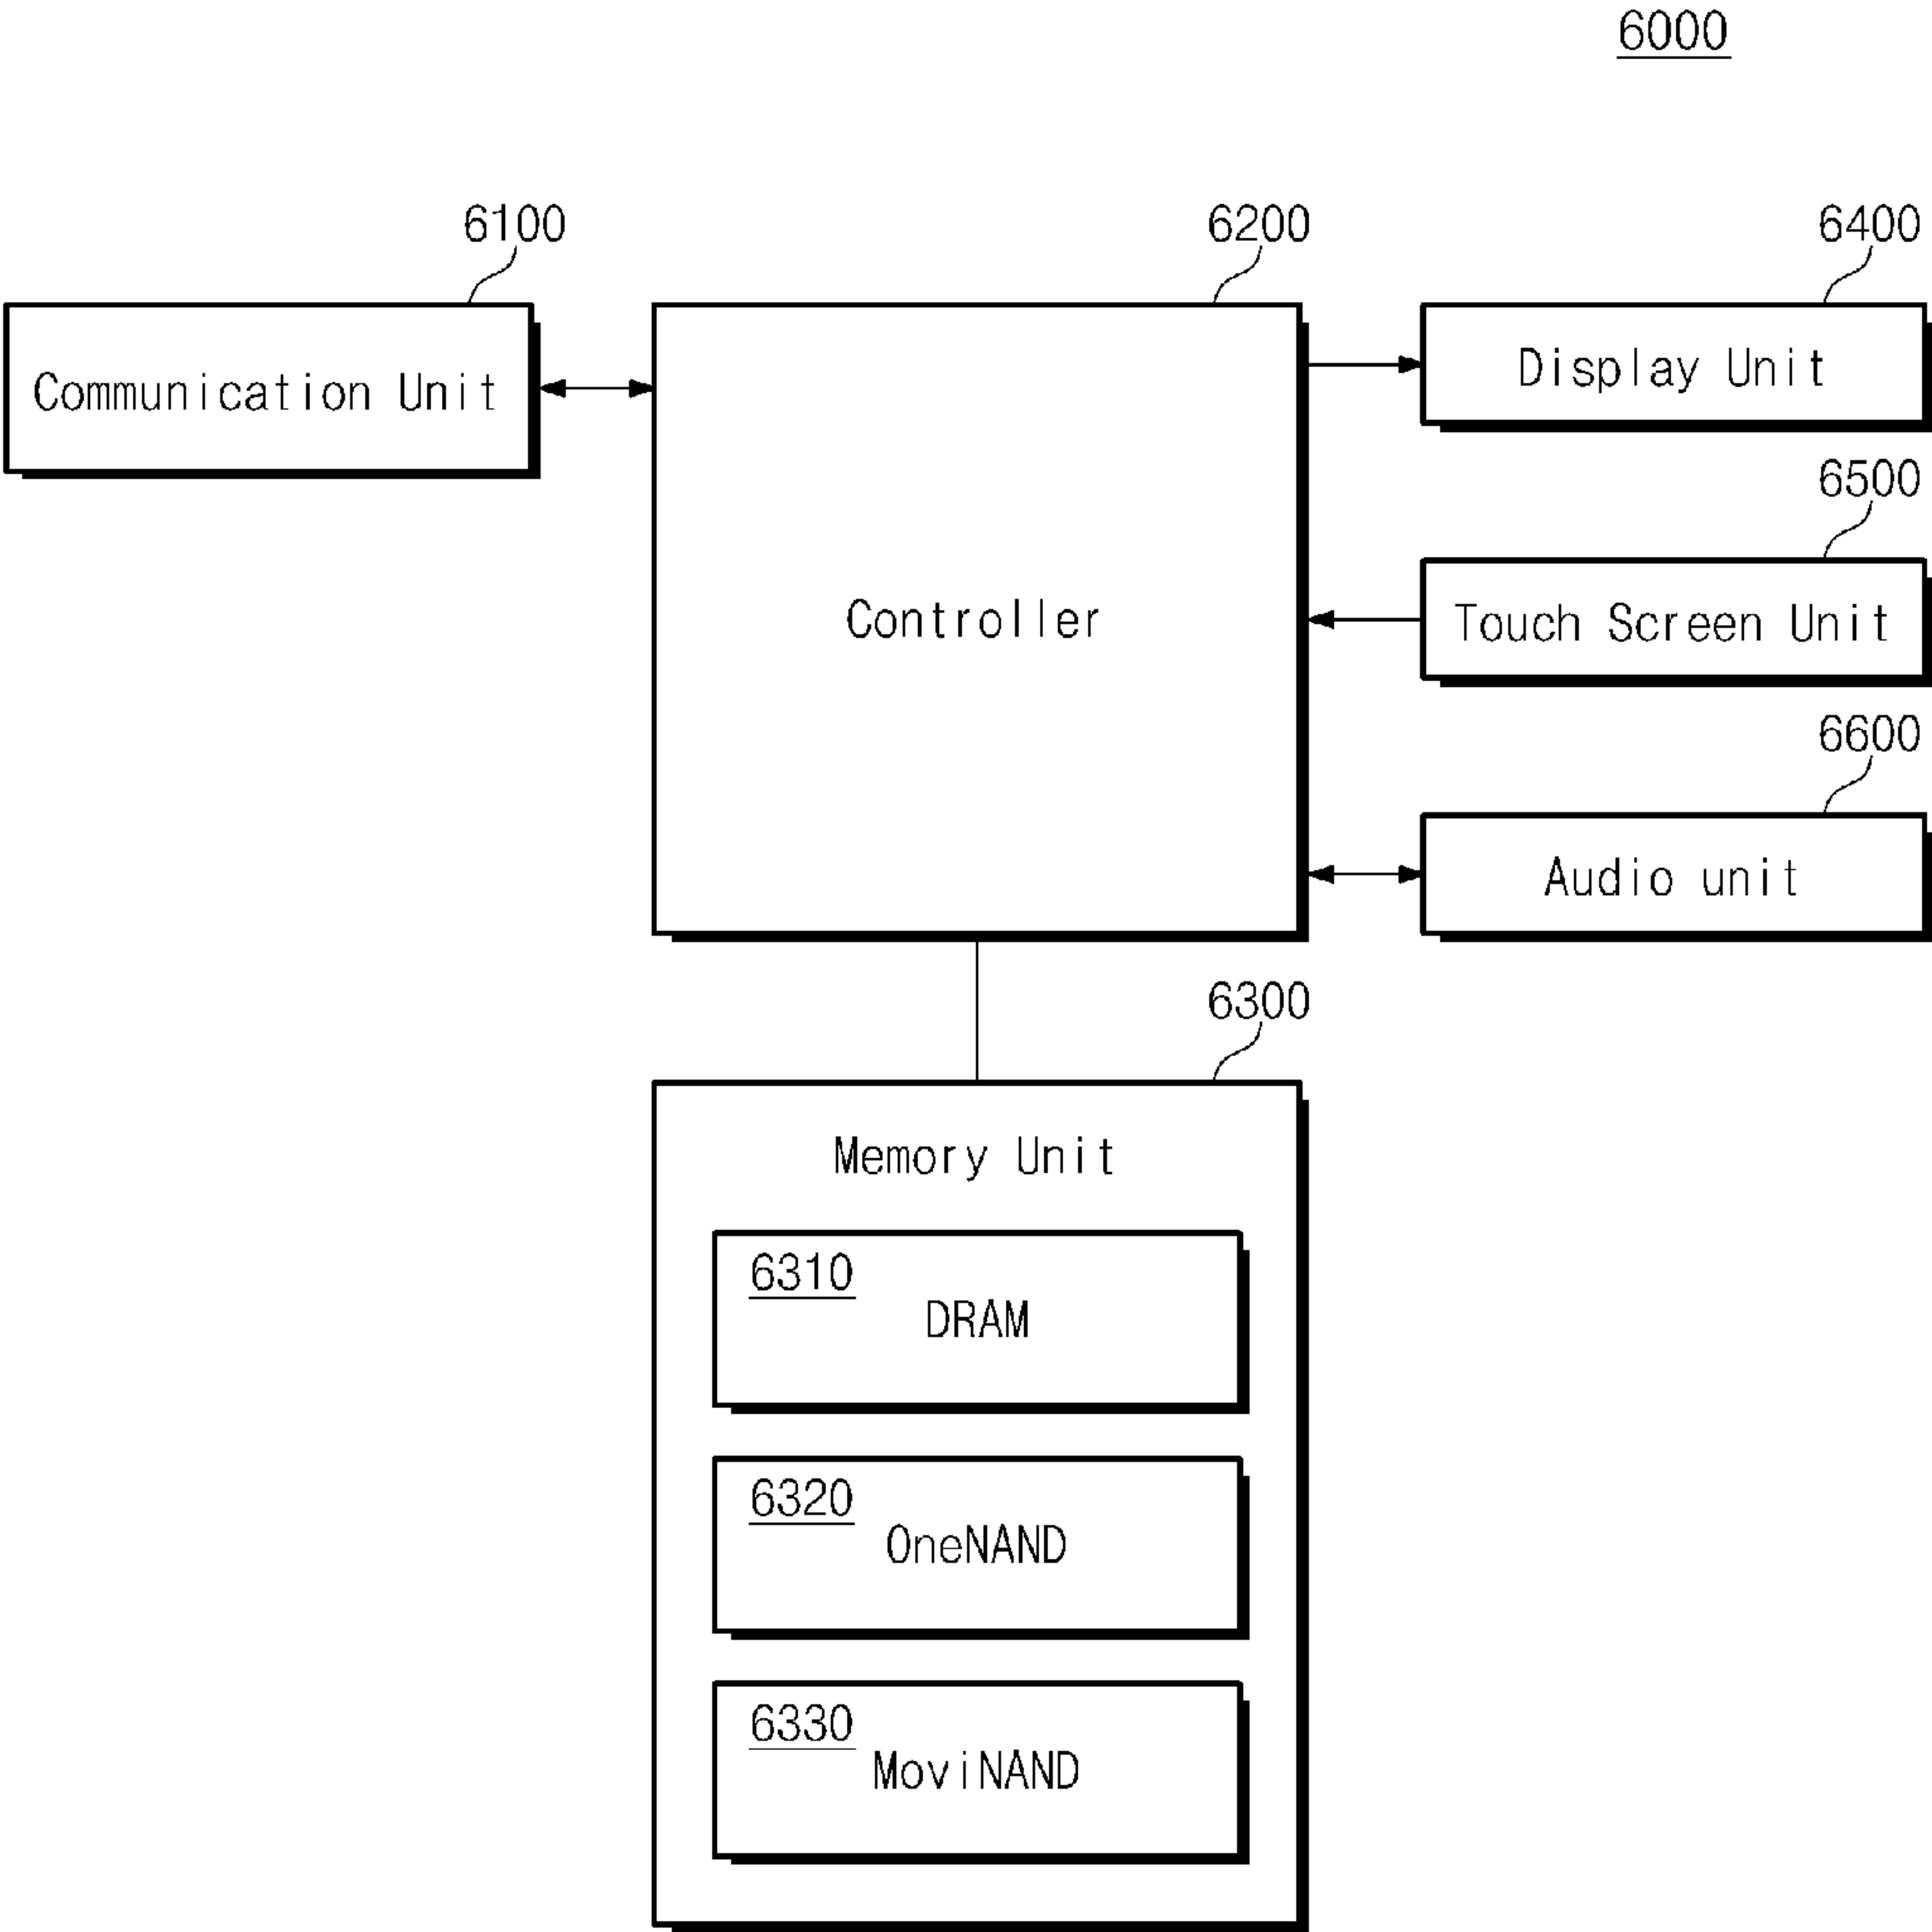 6000
6100
6200
6400
Communication Unit
Display Unit
6500
Controller
Touch Screen Unit
6600
Audio unit
6300
Memory Unit
6310
DRAM
6320
OneNAND
6330
MoviNAND